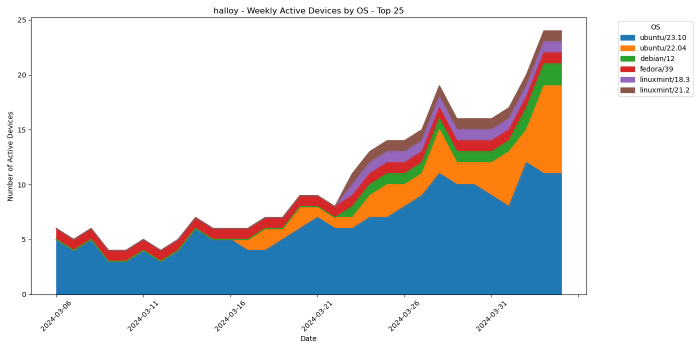 halloy - Weekly Active Devices by OS - Top 25
Number of Active Devices
25
20
15
10
5
0
2024-03-06
2024-03-11
2024-03-16
2024-03-21
2024-03-26
2024-03-31
Date
OS
ubuntu/23.10
ubuntu/22.04
debian/12
fedora/39
linuxmint/18.3
linuxmint/21.2